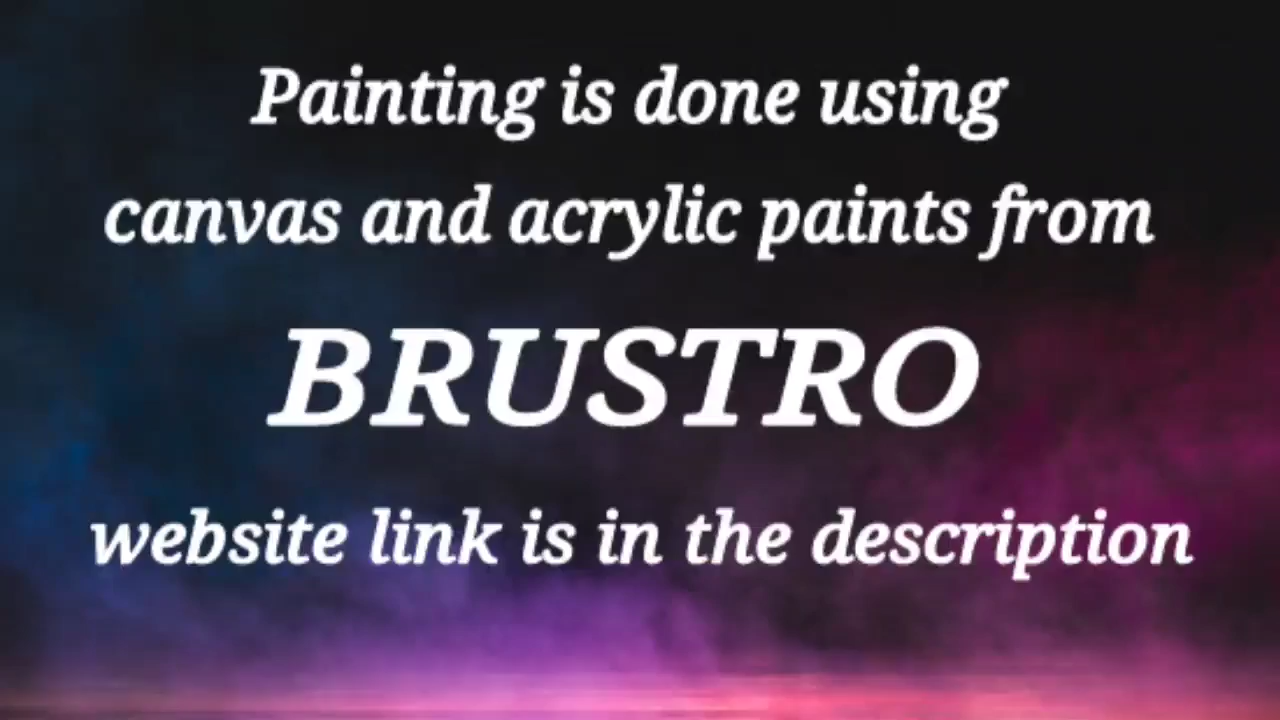 Painting is done using
canvas and acrylic paints from
BRUSTRO
website link is in the description